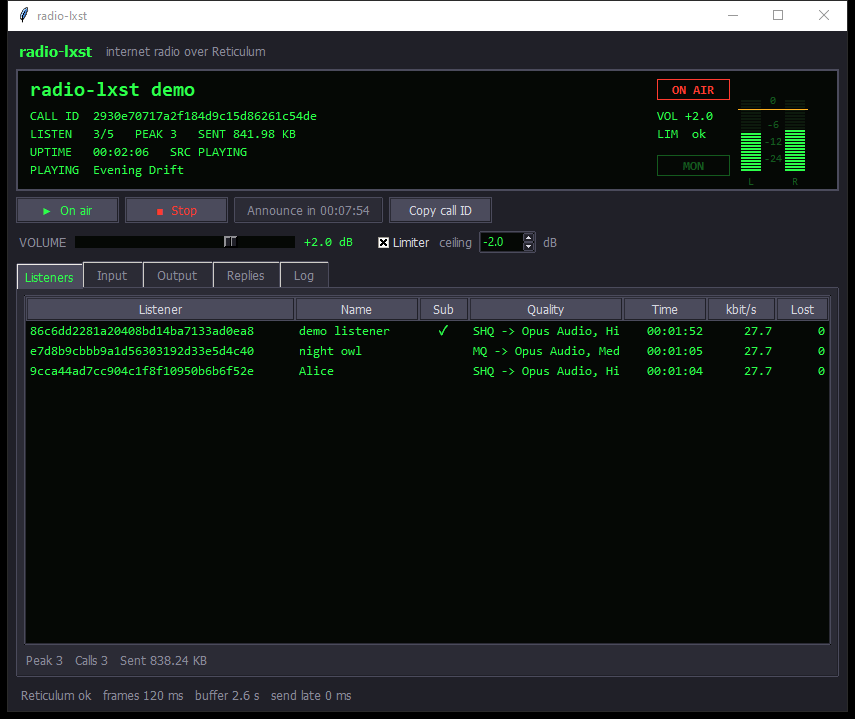 radio-lxst
radio-lxst internet radio over Reticulum
radio-lxst demo
ON AIR
CALL ID 2930e70717a2f184d9c15d86261c54de
VOL +2.0
LISTEN 3/5 PEAK 3 SENT 841.98 KB
LIM ok
UPTIME 00:02:06 SRC PLAYING
PLAYING Evening Drift
MON
0
-6
-12
-24
L R
► On air ■ Stop Announce in 00:07:54 Copy call ID
VOLUME +2.0 dB Limiter ceiling -2.0 dB
Listeners Input Output Replies Log
Listener Name Sub Quality Time kbit/s Lost
86c6dd2281a20408bd14ba7133ad0ea8 demo listener ✓ SHQ -> Opus Audio, Hi 00:01:52 27.7 0
e7d8b9cbbb9a1d56303192d33e5d4c40 night owl MQ -> Opus Audio, Med 00:01:05 27.7 0
9cca44ad7cc904c1f8f10950b6b6f52e Alice SHQ -> Opus Audio, Hi 00:01:04 27.7 0
Peak 3 Calls 3 Sent 838.24 KB
Reticulum ok frames 120 ms buffer 2.6 s send late 0 ms